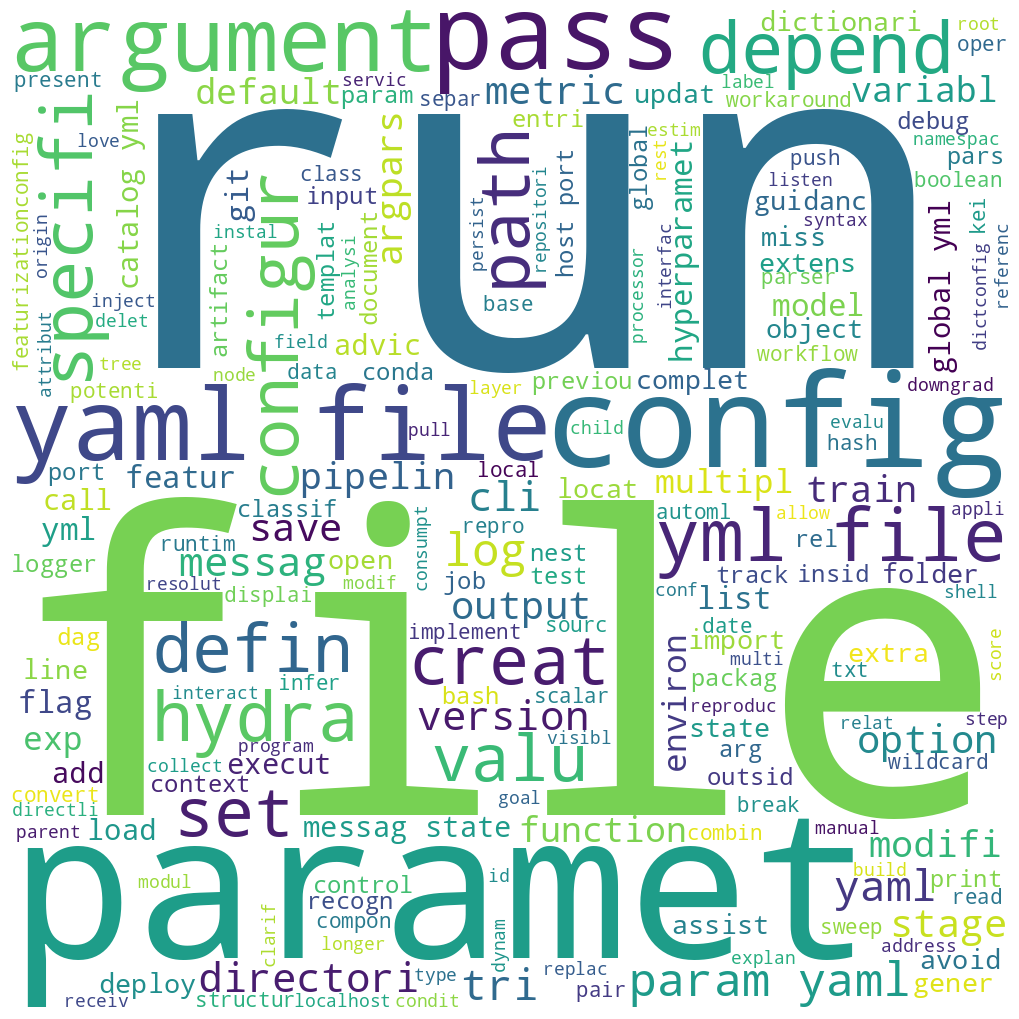 argument
pass
depend
dictionari
root
oper
present
servic
default
param
separ
metric
updat
label
workaround
variabl
specifi
love
catalog yml
run
argpars
entri
path
global
estim
rest
debug
namespac
pars
boolean
push
listen
guidanc
syntax
kei
featurizationconfig
origin
git
class
input
instal
configur
templat
analysi
document
persist
repositori
host port
interfac
hyperparamet
miss
extens
parser
model
object
workflow
global yml
dictconfig
referenc
inject
delet
artifact
base
processor
attribut
tree
field
advic
node
data
conda
potenti
layer
previou
complet
downgrad
yaml file
config
pull
child
evalu
hash
port
featur
pipelin
local
cli
locat
multipl
train
call
classif
save
repro
automl
allow
appli
yml
runtim
messag
open
log
nest
yml file
rel
logger
resolut
modif
consumpt
job
test
track
insid
folder
file
displai
output
conf
list
shell
dag
defin
implement
sourc
date
import
line
infer
creat
environ
multi
extra
txt
score
flag
interact
bash
scalar
packag
hydra
version
reproduc
state
relat
step
exp
program
visibl
arg
option
add
collect
execut
valu
outsid
wildcard
convert
context
directli
set
goal
break
parent
load
messag state
function
combin
manual
modifi
paramet
modul
id
control
build
yaml
print
recogn
compon
read
clarif
longer
dynam
assist
sweep
stage
address
avoid
deploy
directori
type
tri
replac
explan
receiv
structur
localhost
condit
pair
param yaml
gener